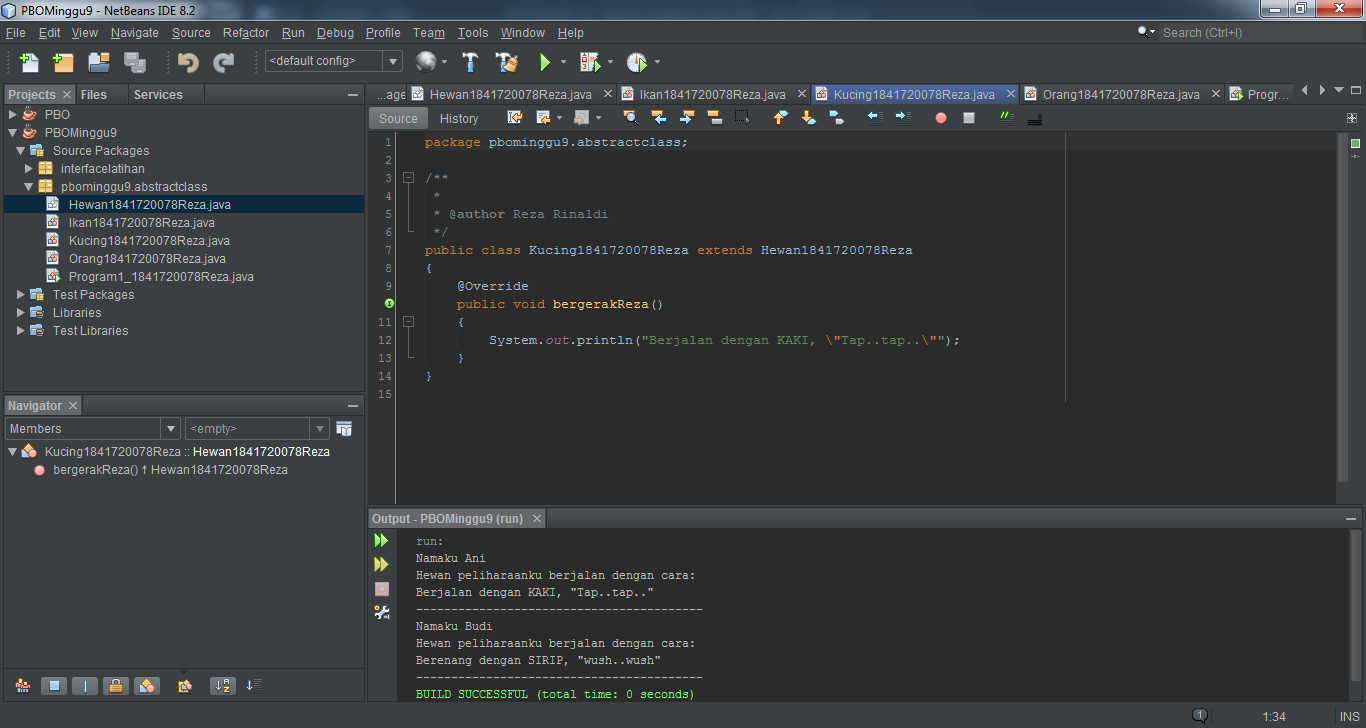 PBOMinggu9 - NetBeans IDE 8.2
File Edit View Navigate Source Refactor Run Debug Profile Team Tools Window Help
Search (Ctrl+I)
<default config>
Projects Files Services
PBO
PBOMinggu9
Source Packages
interfacelatihan
pbominggu9.abstractclass
Hewan1841720078Reza.java
Ikan1841720078Reza.java
Kucing1841720078Reza.java
Orang1841720078Reza.java
Program1_1841720078Reza.java
Test Packages
Libraries
Test Libraries
Navigator
Members <empty>
Kucing1841720078Reza :: Hewan1841720078Reza
bergerakReza() ↑ Hewan1841720078Reza
...age Hewan1841720078Reza.java Ikan1841720078Reza.java Kucing1841720078Reza.java Orang1841720078Reza.java Progr...
Source History
1 package pbominggu9.abstractclass;
2
3 /**
4 *
5 * @author Reza Rinaldi
6 */
7 public class Kucing1841720078Reza extends Hewan1841720078Reza
8 {
9 @Override
public void bergerakReza()
11 {
12 System.out.println("Berjalan dengan KAKI, \"Tap..tap..\"");
13 }
14 }
15
Output - PBOMinggu9 (run)
run:
Namaku Ani
Hewan peliharaanku berjalan dengan cara:
Berjalan dengan KAKI, "Tap..tap.."
-----------------------------------------
Namaku Budi
Hewan peliharaanku berjalan dengan cara:
Berenang dengan SIRIP, "wush..wush"
-----------------------------------------
BUILD SUCCESSFUL (total time: 0 seconds)
1 1:34 INS